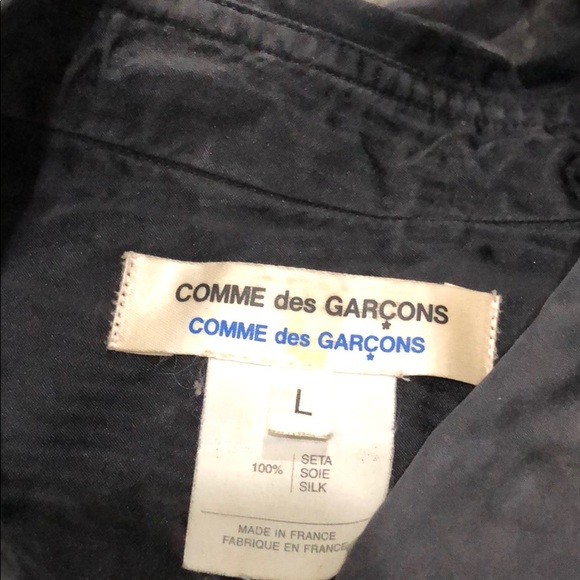 COMME des GARÇONS
COMME des GARÇONS
L
100% SETA
SOIE
SILK
MADE IN FRANCE
FABRIQUE EN FRANCE